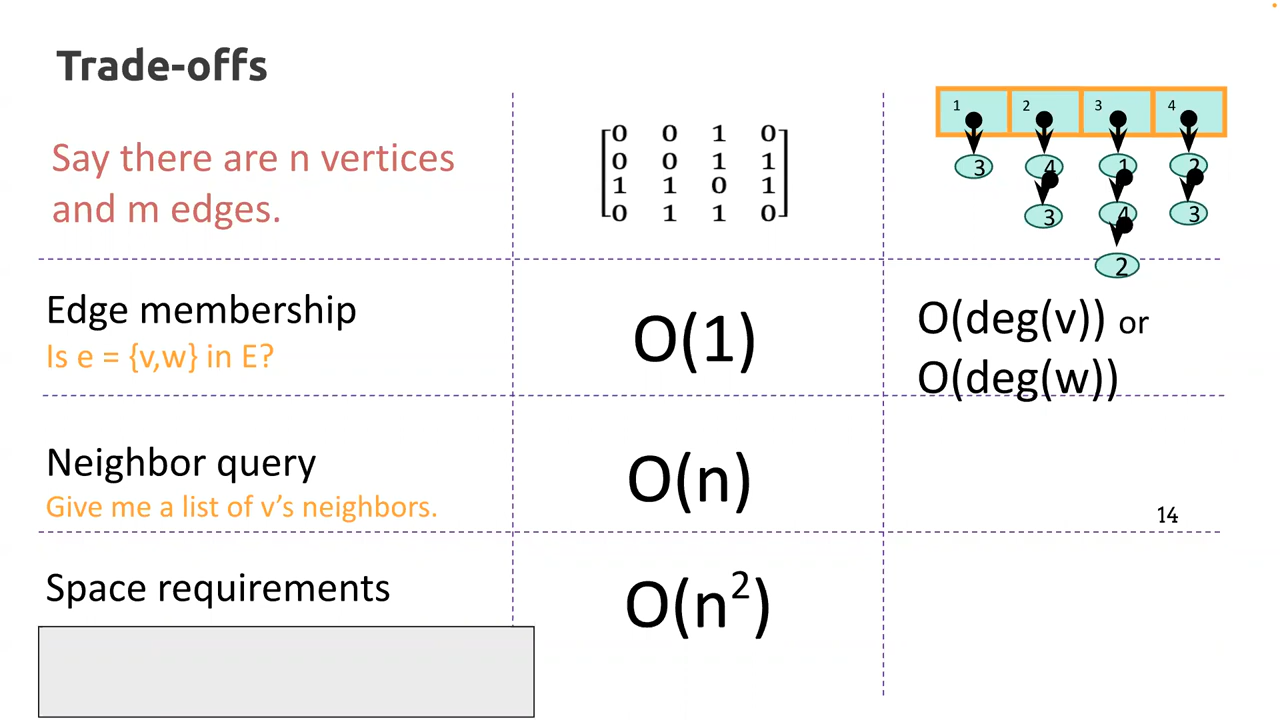 Trade-offs
Say there are n vertices
and m edges.
0 0 1 0
0 0 1 1
1 1 0 1
0 1 1 0
1 2 3 4
3 4 1 2
3 4 3
2
Edge membership
Is e = {v,w} in E?
O(1)
O(deg(v)) or
O(deg(w))
Neighbor query
Give me a list of v’s neighbors.
O(n)
14
Space requirements
O(n²)